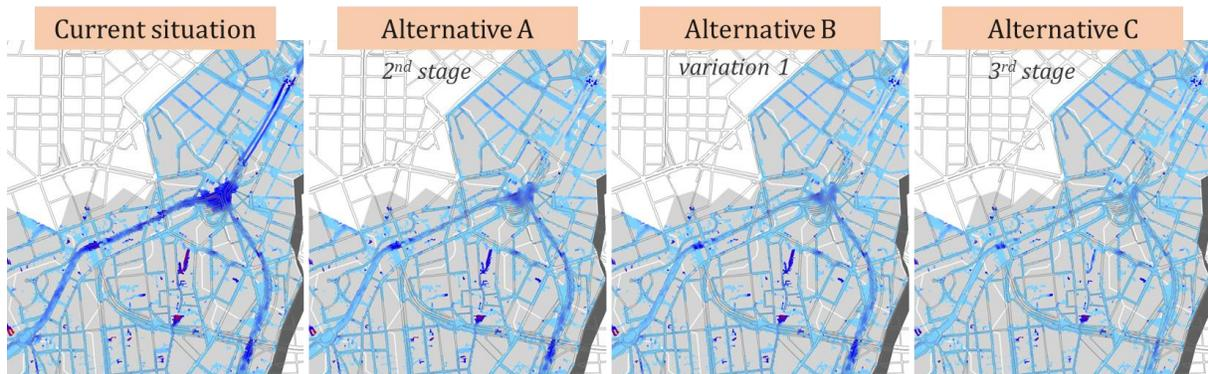 Current situation
Alternative A
2nd stage
Alternative B
variation 1
Alternative C
3rd stage